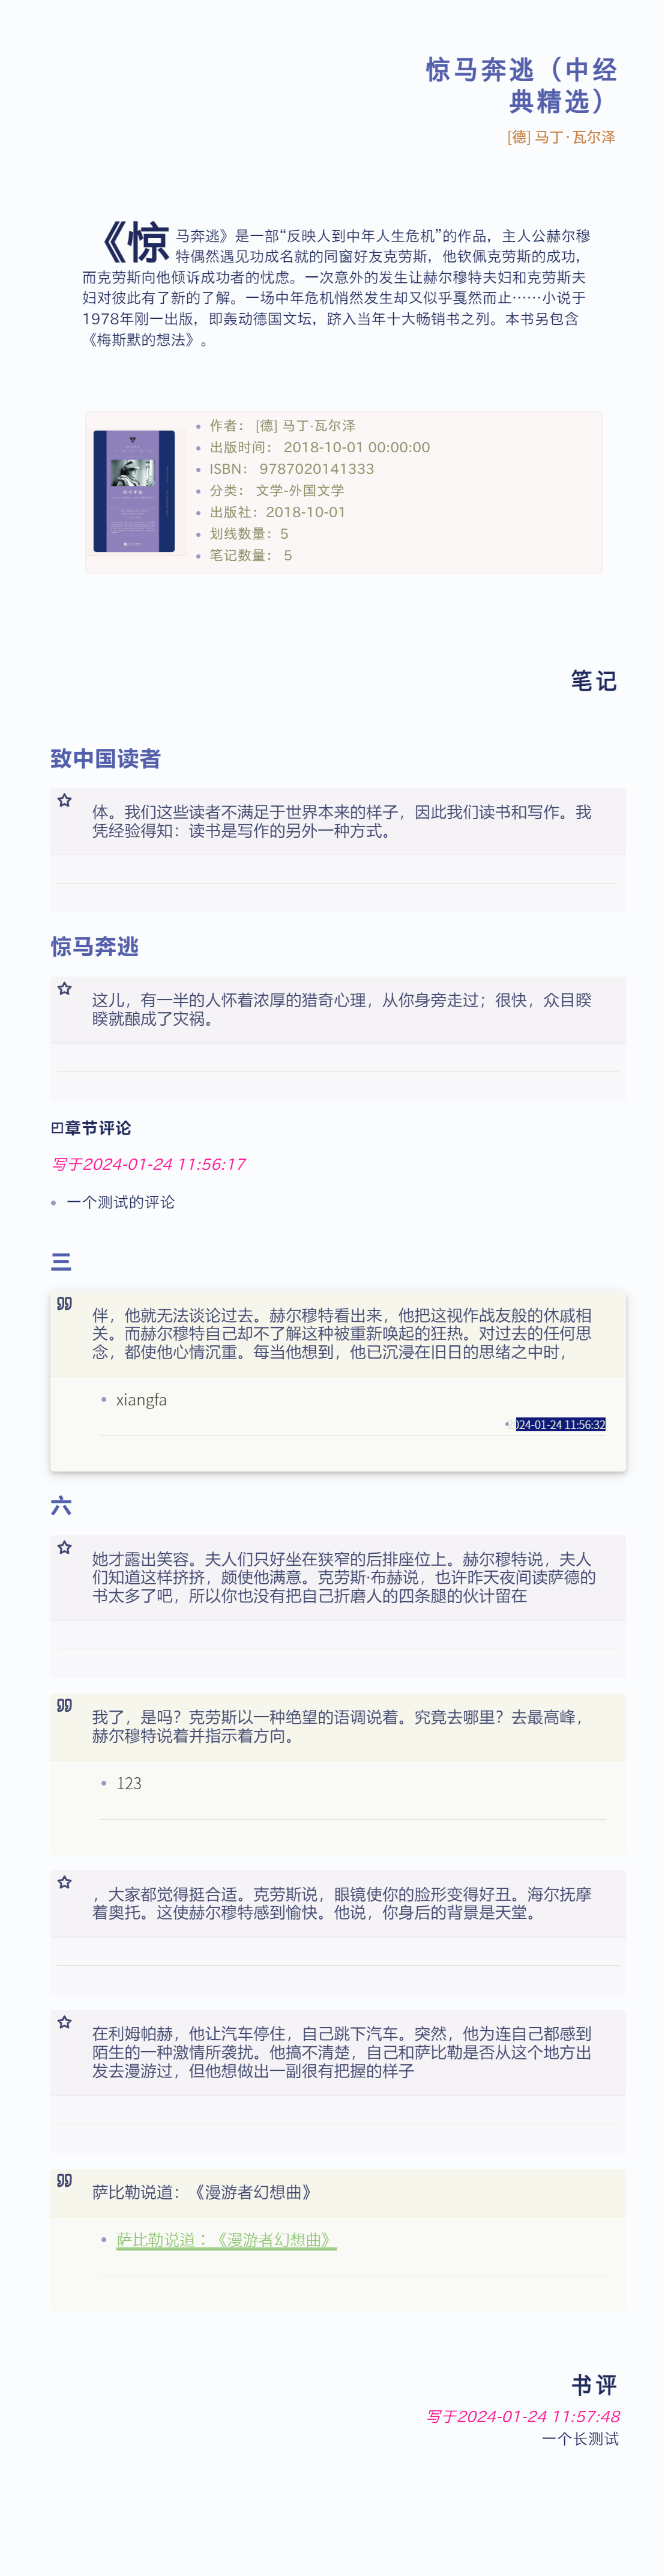 惊马奔逃（中经
典精选）
[德] 马丁·瓦尔泽
《惊马奔逃》是一部“反映人到中年人生危机”的作品，主人公赫尔穆
特偶然遇见功成名就的同窗好友克劳斯，他钦佩克劳斯的成功，
而克劳斯向他倾诉成功者的忧虑。一次意外的发生让赫尔穆特夫妇和克劳斯夫
妇对彼此有了新的了解。一场中年危机悄然发生却又似乎戛然而止……小说于
1978年刚一出版，即轰动德国文坛，跻入当年十大畅销书之列。本书另包含
《梅斯默的想法》。
作者： [德] 马丁·瓦尔泽
出版时间： 2018-10-01 00:00:00
ISBN： 9787020141333
分类： 文学-外国文学
出版社：2018-10-01
划线数量：5
笔记数量： 5
笔记
致中国读者
体。我们这些读者不满足于世界本来的样子，因此我们读书和写作。我
凭经验得知：读书是写作的另外一种方式。
惊马奔逃
这儿，有一半的人怀着浓厚的猎奇心理，从你身旁走过；很快，众目睽
睽就酿成了灾祸。
章节评论
写于2024-01-24 11:56:17
一个测试的评论
三
伴，他就无法谈论过去。赫尔穆特看出来，他把这视作战友般的休戚相
关。而赫尔穆特自己却不了解这种被重新唤起的狂热。对过去的任何思
念，都使他心情沉重。每当他想到，他已沉浸在旧日的思绪之中时，
xiangfa
024-01-24 11:56:32
六
她才露出笑容。夫人们只好坐在狭窄的后排座位上。赫尔穆特说，夫人
们知道这样挤挤，颇使他满意。克劳斯·布赫说，也许昨天夜间读萨德的
书太多了吧，所以你也没有把自己折磨人的四条腿的伙计留在
我了，是吗？克劳斯以一种绝望的语调说着。究竟去哪里？去最高峰，
赫尔穆特说着并指示着方向。
123
，大家都觉得挺合适。克劳斯说，眼镜使你的脸形变得好丑。海尔抚摩
着奥托。这使赫尔穆特感到愉快。他说，你身后的背景是天堂。
在利姆帕赫，他让汽车停住，自己跳下汽车。突然，他为连自己都感到
陌生的一种激情所袭扰。他搞不清楚，自己和萨比勒是否从这个地方出
发去漫游过，但他想做出一副很有把握的样子
萨比勒说道：《漫游者幻想曲》
萨比勒说道：《漫游者幻想曲》
书评
写于2024-01-24 11:57:48
一个长测试